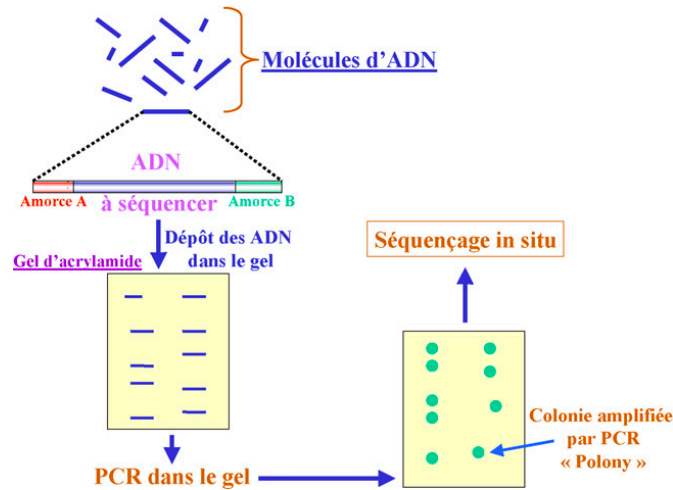 Molécules d'ADN
ADN
à séquencer
Amorce A
Amorce B
Dépôt des ADN
dans le gel
Gel d'acrylamide
PCR dans le gel
Séquençage in situ
Colonie amplifiée
par PCR
« Polony »